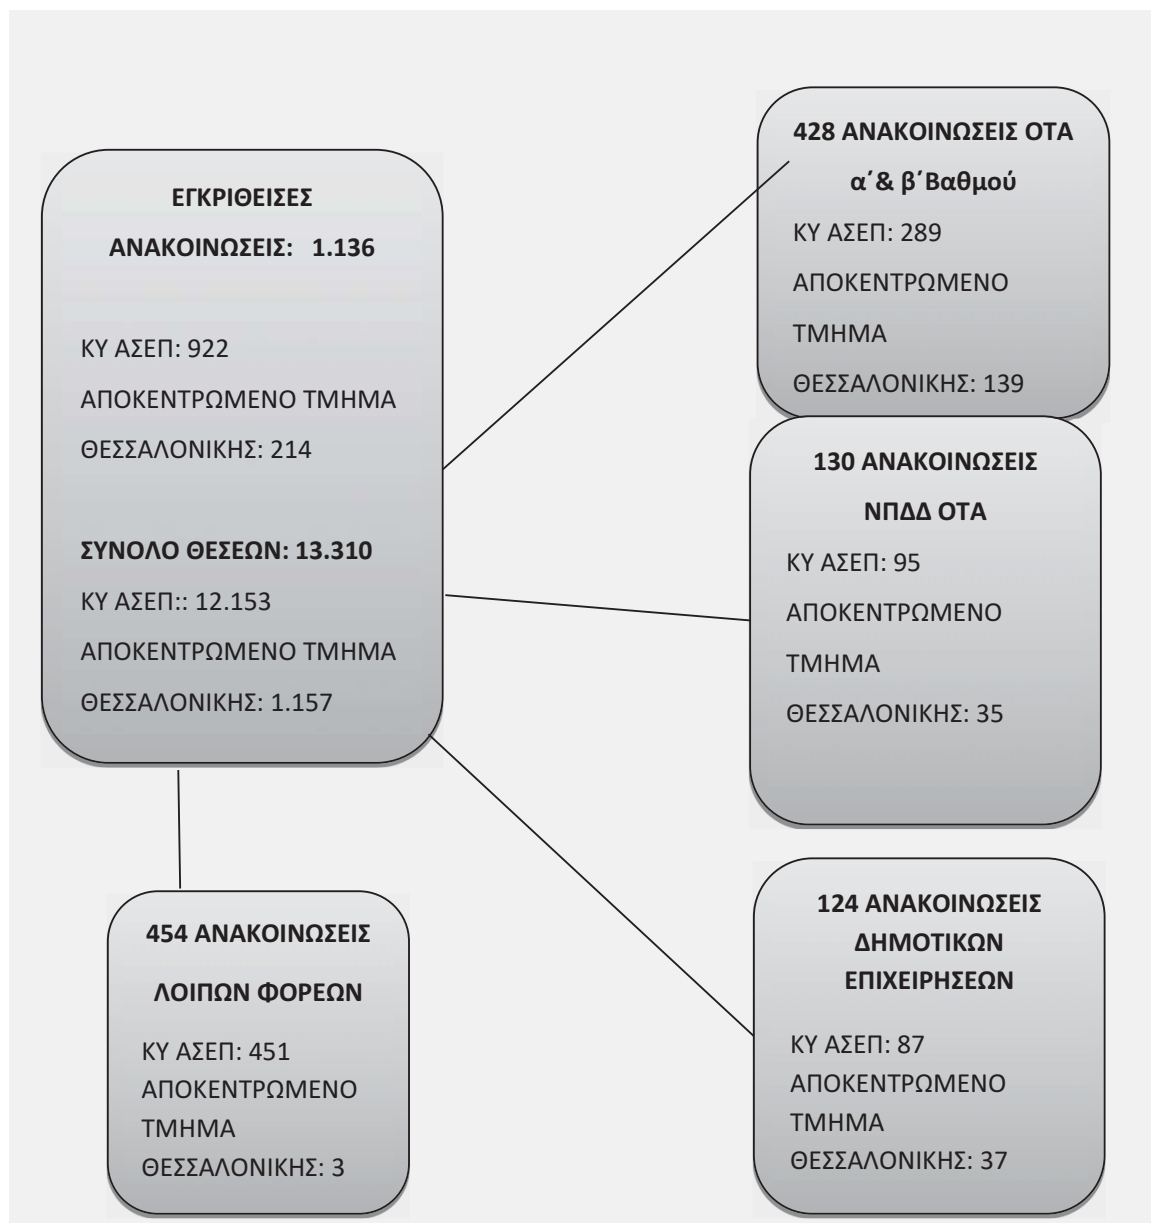 ΕΓΚΡΙΘΕΙΣΕΣ
ΑΝΑΚΟΙΝΩΣΕΙΣ: 1.136
ΚΥ ΑΣΕΠ: 922
ΑΠΟΚΕΝΤΡΩΜΕΝΟ ΤΜΗΜΑ
ΘΕΣΣΑΛΟΝΙΚΗΣ: 214
ΣΥΝΟΛΟ ΘΕΣΕΩΝ: 13.310
ΚΥ ΑΣΕΠ:: 12.153
ΑΠΟΚΕΝΤΡΩΜΕΝΟ ΤΜΗΜΑ
ΘΕΣΣΑΛΟΝΙΚΗΣ: 1.157
428 ΑΝΑΚΟΙΝΩΣΕΙΣ ΟΤΑ
α΄& β΄Βαθμού
ΚΥ ΑΣΕΠ: 289
ΑΠΟΚΕΝΤΡΩΜΕΝΟ
ΤΜΗΜΑ
ΘΕΣΣΑΛΟΝΙΚΗΣ: 139
130 ΑΝΑΚΟΙΝΩΣΕΙΣ
ΝΠΔΔ ΟΤΑ
ΚΥ ΑΣΕΠ: 95
ΑΠΟΚΕΝΤΡΩΜΕΝΟ
ΤΜΗΜΑ
ΘΕΣΣΑΛΟΝΙΚΗΣ: 35
124 ΑΝΑΚΟΙΝΩΣΕΙΣ
ΔΗΜΟΤΙΚΩΝ
ΕΠΙΧΕΙΡΗΣΕΩΝ
ΚΥ ΑΣΕΠ: 87
ΑΠΟΚΕΝΤΡΩΜΕΝΟ
ΤΜΗΜΑ
ΘΕΣΣΑΛΟΝΙΚΗΣ: 37
454 ΑΝΑΚΟΙΝΩΣΕΙΣ
ΛΟΙΠΩΝ ΦΟΡΕΩΝ
ΚΥ ΑΣΕΠ: 451
ΑΠΟΚΕΝΤΡΩΜΕΝΟ
ΤΜΗΜΑ
ΘΕΣΣΑΛΟΝΙΚΗΣ: 3